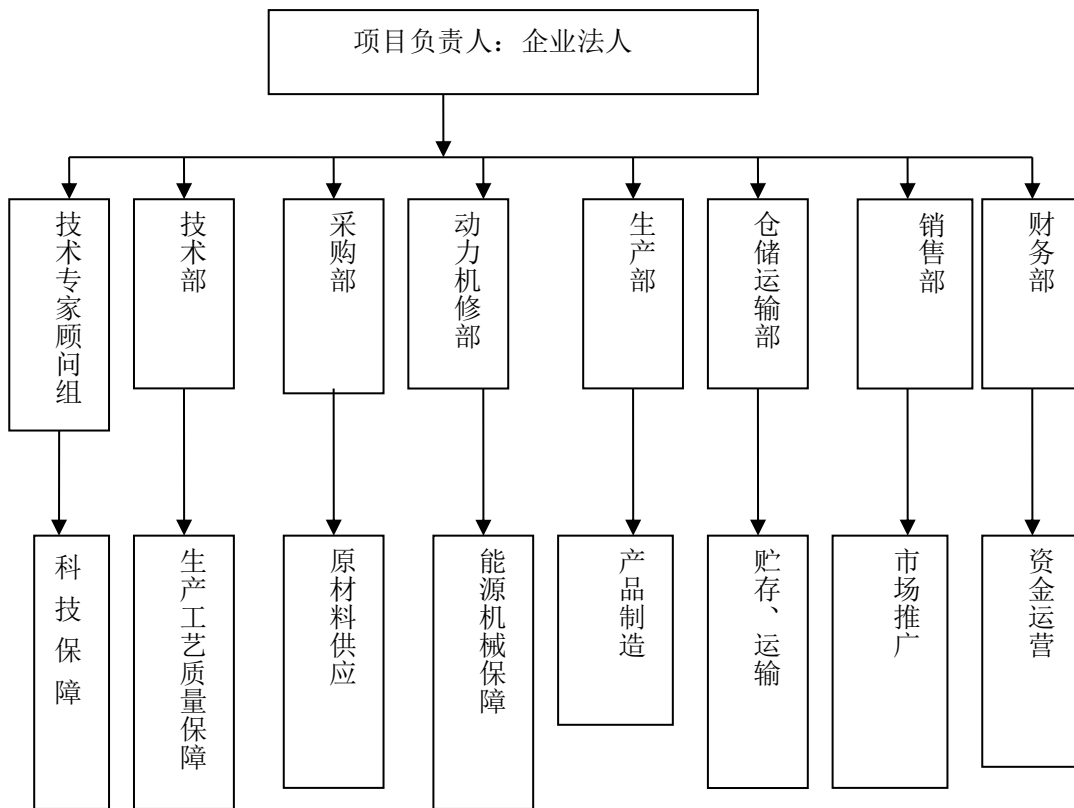 项目负责人：企业法人
技术专家顾问组
技术部
采购部
动力机修部
生产部
仓储运输部
销售部
财务部
科技保障
生产工艺质量保障
原材料供应
能源机械保障
产品制造
贮存、运输
市场推广
资金运营